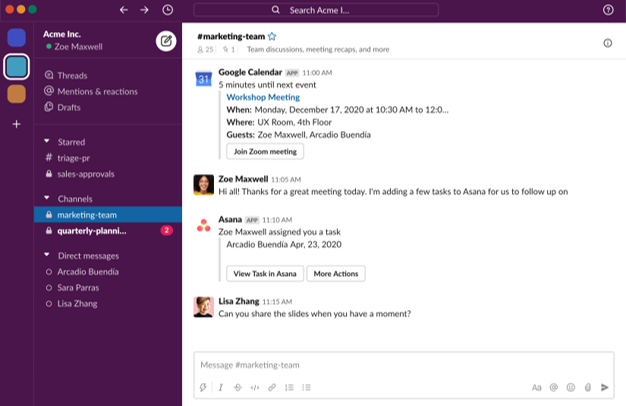 Search Acme I...
Acme Inc.
Zoe Maxwell
Threads
Mentions & reactions
Drafts
Starred
# triage-pr
sales-approvals
Channels
marketing-team
quarterly-planni...
2
Direct messages
Arcadio Buendía
Sara Parras
Lisa Zhang
#marketing-team
25 | 1 | Team discussions, meeting recaps, and more
31
Google Calendar APP 11:00 AM
5 minutes until next event
Workshop Meeting
When: Monday, December 17, 2020 at 10:30 AM to 12:0...
Where: UX Room, 4th Floor
Guests: Zoe Maxwell, Arcadio Buendía
Join Zoom meeting
Zoe Maxwell 11:05 AM
Hi all! Thanks for a great meeting today. I'm adding a few tasks to Asana for us to follow up on
Asana APP 11:10 AM
Zoe Maxwell assigned you a task
Arcadio Buendía Apr, 23, 2020
View Task in Asana
More Actions
Lisa Zhang 11:15 AM
Can you share the slides when you have a moment?
Message #marketing-team
Aa